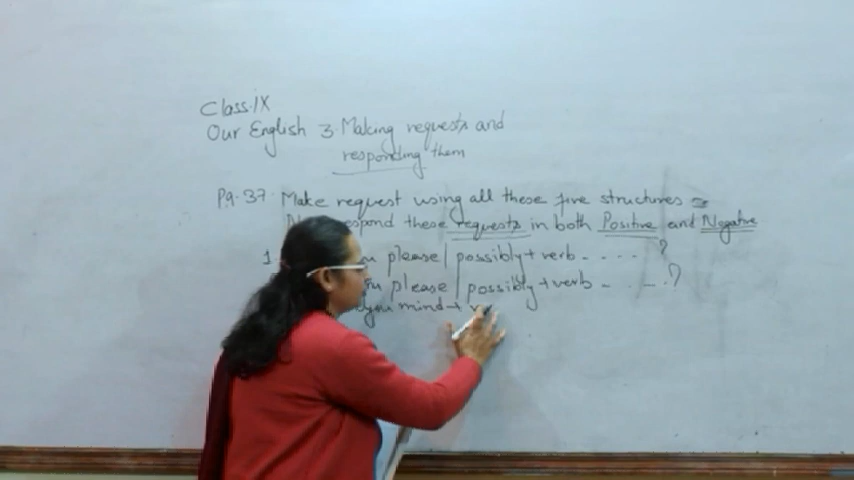 Class.IX
Our English 3. Making requests and
responding them
Pg. 37. Make request using all these five structures
respond these requests in both Positive and Negative
1 please / possibly + verb - - - - - ?
please / possibly + verb - - - - ?
you mind +